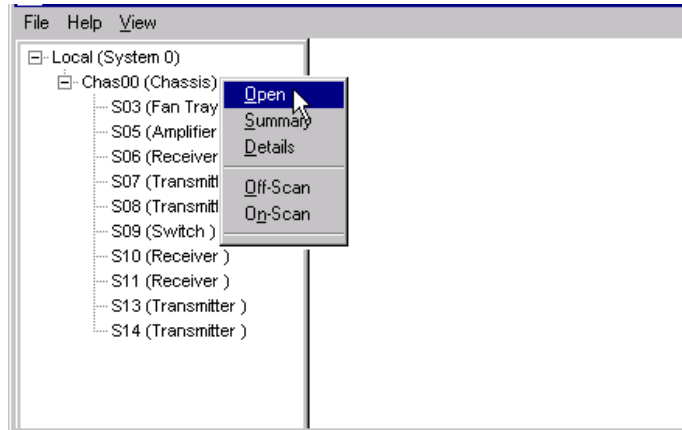 File Help View
Local (System 0)
Chas00 (Chassis)
S03 (Fan Tray
S05 (Amplifier
S06 (Receiver
S07 (Transmitt
S08 (Transmitt
S09 (Switch )
S10 (Receiver )
S11 (Receiver )
S13 (Transmitter )
S14 (Transmitter )
Open
Summary
Details
Off-Scan
On-Scan